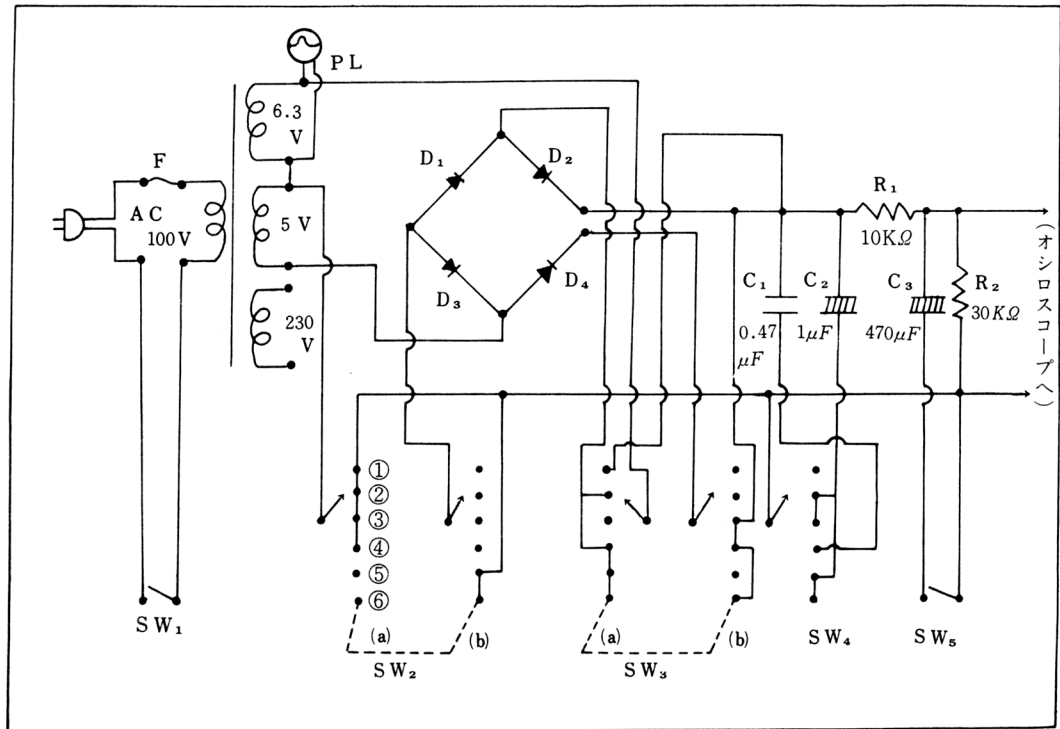 PL
6.3
V
F
AC
100V
5V
230
V
D₁
D₂
D₃
D₄
R₁
10KΩ
C₁
0.47
μF
C₂
1μF
C₃
470μF
R₂
30KΩ
(オシロスコープへ)
①
②
③
④
⑤
⑥
SW₁
(a)
(b)
SW₂
(a)
(b)
SW₃
SW₄
SW₅